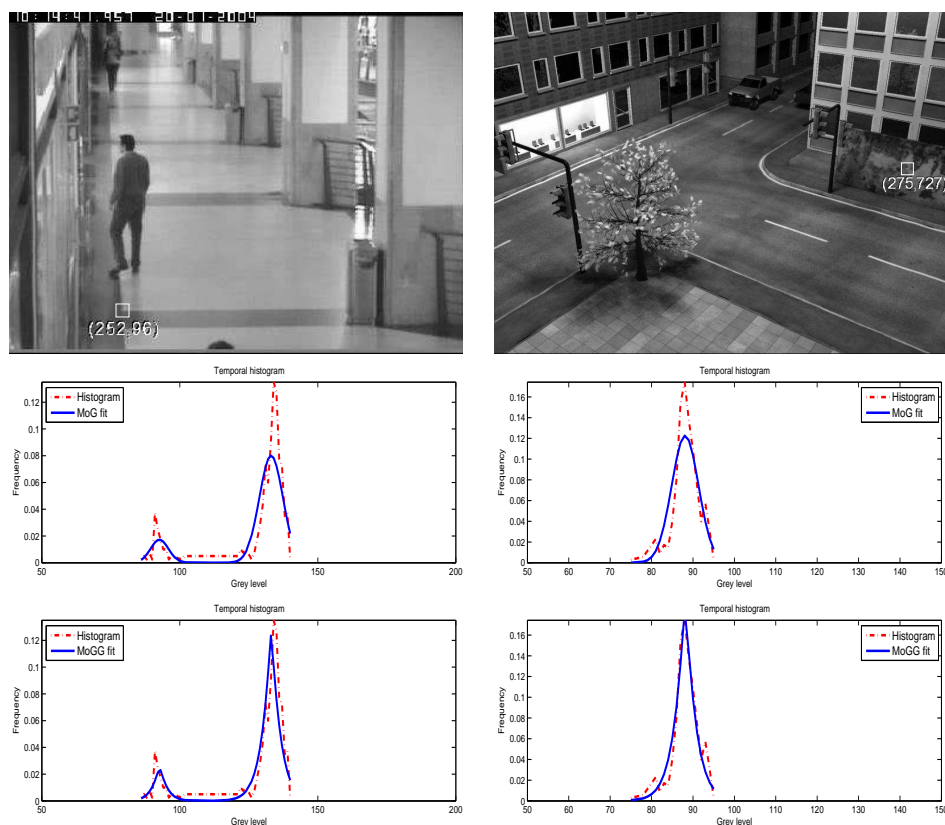 10:14:41.957 20-01-2004
(252,96)
(275,727)
Temporal histogram
Histogram
MoG fit
0.12
0.1
0.08
0.06
0.04
0.02
0
Frequency
50 100 150 200
Grey level
Temporal histogram
Histogram
MoG fit
0.16
0.14
0.12
0.1
0.08
0.06
0.04
0.02
0
Frequency
50 60 70 80 90 100 110 120 130 140 150
Grey level
Temporal histogram
Histogram
MoGG fit
0.12
0.1
0.08
0.06
0.04
0.02
0
Frequency
50 100 150 200
Grey level
Temporal histogram
Histogram
MoGG fit
0.16
0.14
0.12
0.1
0.08
0.06
0.04
0.02
0
Frequency
50 60 70 80 90 100 110 120 130 140 150
Grey level